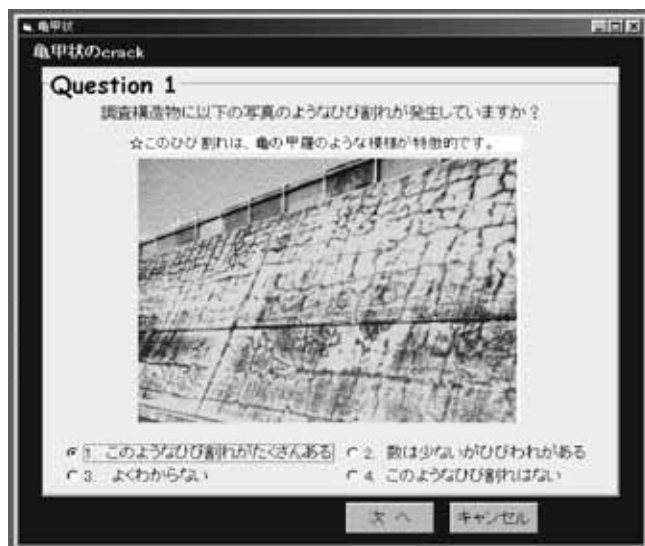 亀甲状
亀甲状のcrack
Question 1
調査構造物に以下の写真のようなひび割れが発生していますか？
☆このひび割れは、亀の甲羅のような模様が特徴的です。
1. このようなひび割れがたくさんある
2. 数は少ないがひびわれがある
3. よくわからない
4. このようなひび割れはない
次へ
キャンセル